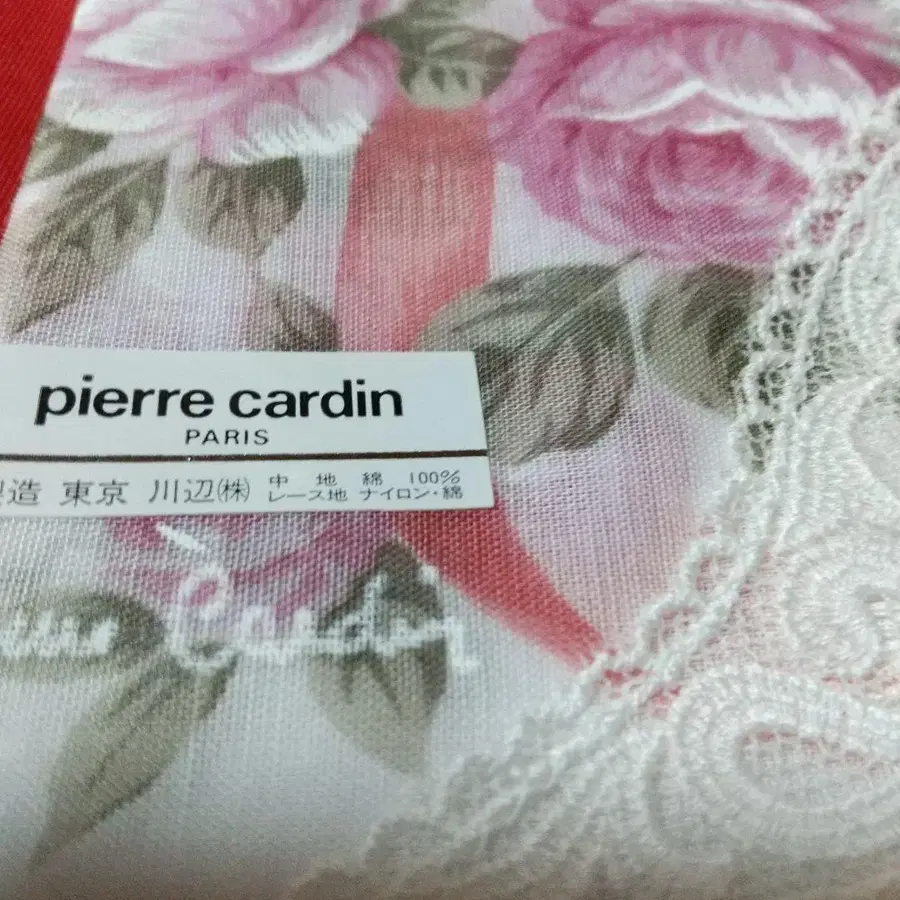 pierre cardin
PARIS
造 東京 川辺㈱
中地 綿 100%
レース地 ナイロン・綿
Cardin